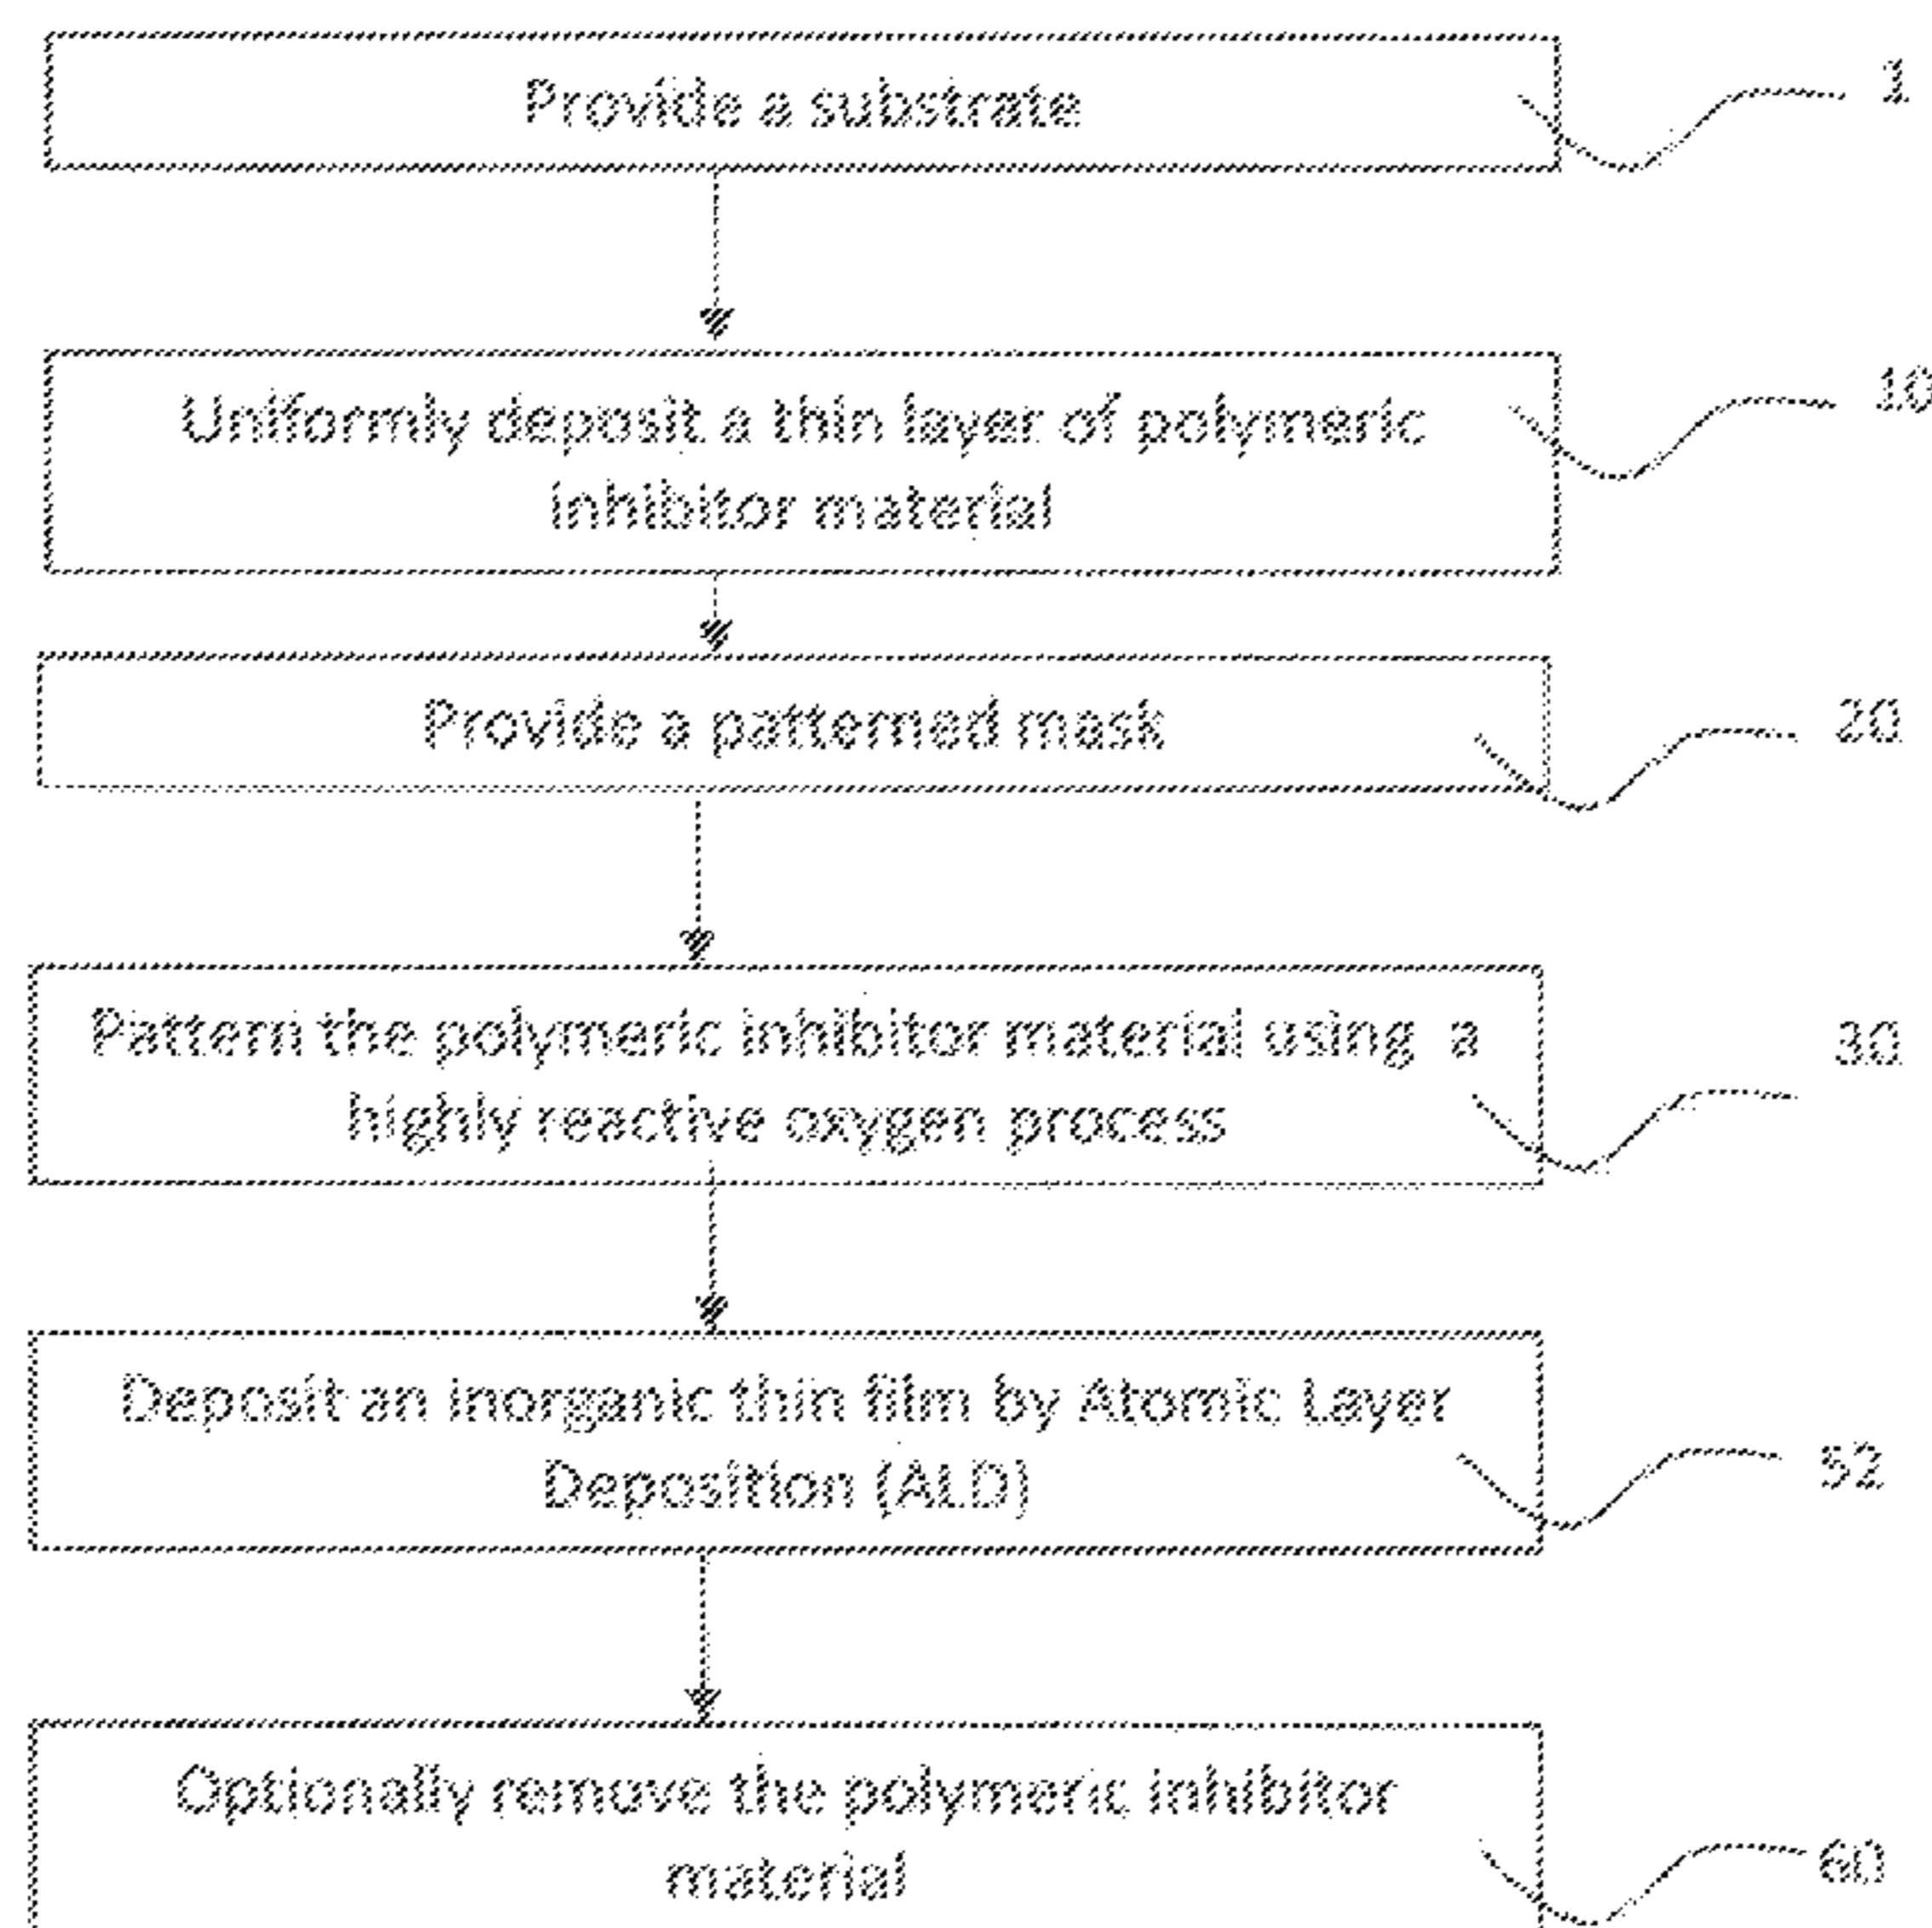 Provide a substrate
1
Uniformly deposit a thin layer of polymeric
inhibitor material
10
Provide a patterned mask
20
Pattern the polymeric inhibitor material using a
highly reactive oxygen process
30
Deposit an inorganic thin film by Atomic Layer
Deposition (ALD)
52
Optionally remove the polymeric inhibitor
material
60